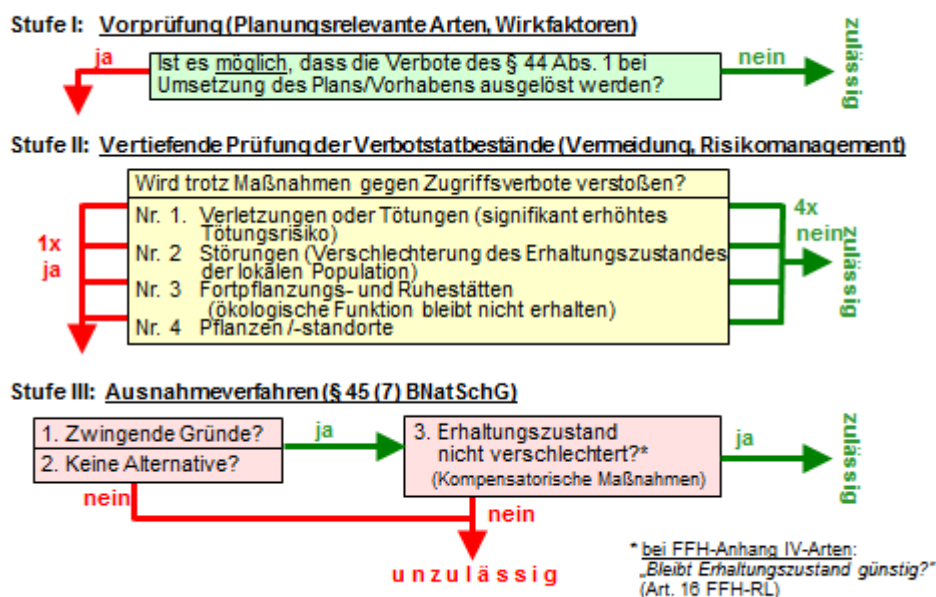 Stufe I: Vorprüfung (Planungsrelevante Arten, Wirkfaktoren)
ja
Ist es möglich, dass die Verbote des § 44 Abs. 1 bei
Umsetzung des Plans/Vorhabens ausgelöst werden?
nein
zulässig
Stufe II: Vertiefende Prüfung der Verbotstatbestände (Vermeidung, Risikomanagement)
Wird trotz Maßnahmen gegen Zugriffsverbote verstoßen?
1x
ja
Nr. 1. Verletzungen oder Tötungen (signifikant erhöhtes
Tötungsrisiko)
Nr. 2 Störungen (Verschlechterung des Erhaltungszustandes
der lokalen Population)
Nr. 3 Fortpflanzungs- und Ruhestätten
(ökologische Funktion bleibt nicht erhalten)
Nr. 4 Pflanzen /-standorte
4x
nein
zulässig
Stufe III: Ausnahmeverfahren (§ 45 (7) BNatSchG)
1. Zwingende Gründe?
2. Keine Alternative?
ja
3. Erhaltungszustand
nicht verschlechtert?*
(Kompensatorische Maßnahmen)
ja
zulässig
nein
nein
unzulässig
* bei FFH-Anhang IV-Arten:
„Bleibt Erhaltungszustand günstig?"
(Art. 16 FFH-RL)